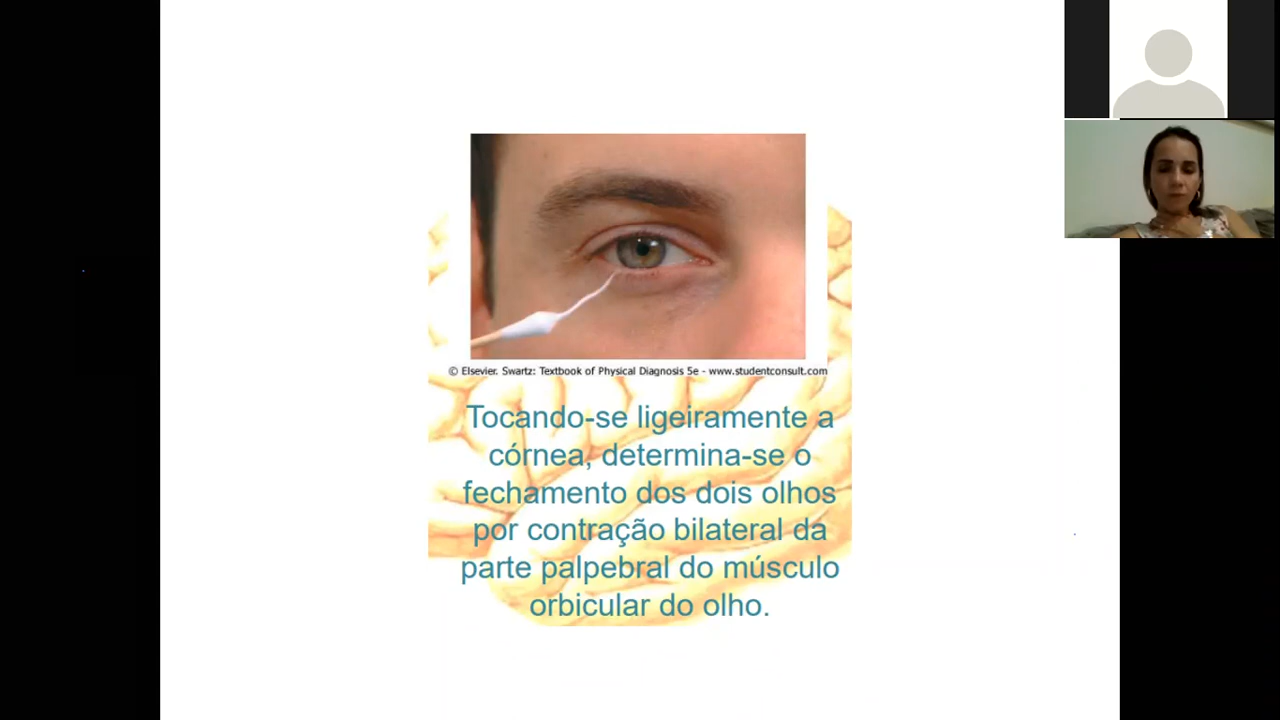 © Elsevier. Swartz: Textbook of Physical Diagnosis 5e - www.studentconsult.com
Tocando-se ligeiramente a
córnea, determina-se o
fechamento dos dois olhos
por contração bilateral da
parte palpebral do músculo
orbicular do olho.